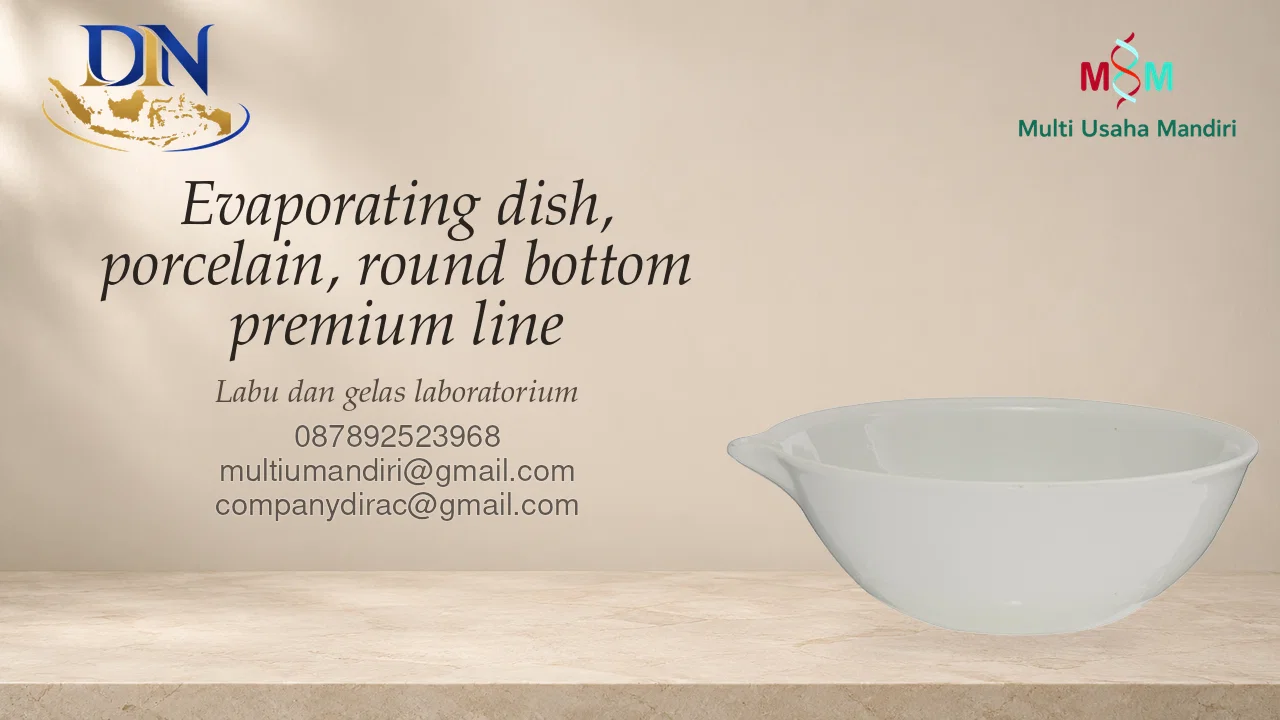 DIN
M M
Multi Usaha Mandiri
Evaporating dish,
porcelain, round bottom
premium line
Labu dan gelas laboratorium
087892523968
multiumandiri@gmail.com
companydirac@gmail.com